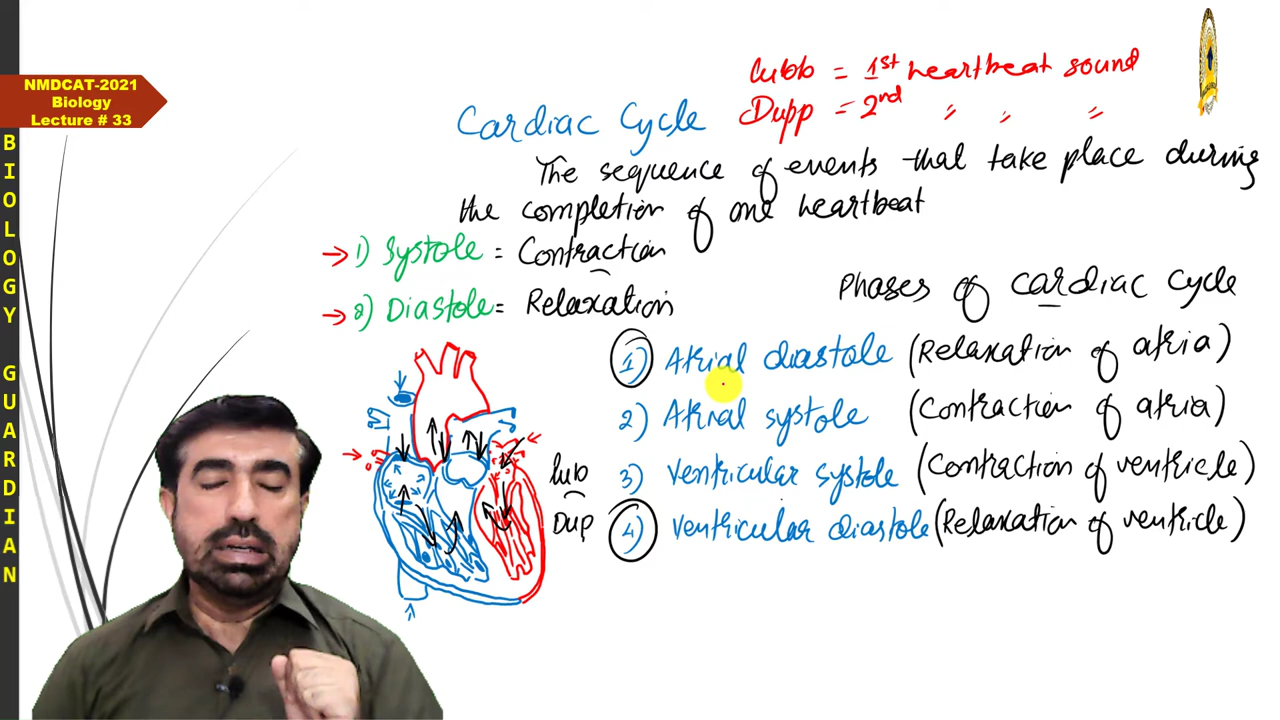 NMDCAT-2021
Biology
Lecture # 33
BIOLOGY GUARDIAN
Lubb = 1st heartbeat sound
Dupp = 2nd " " "
Cardiac Cycle
The sequence of events that take place during
the completion of one heartbeat
→ 1) Systole = Contraction
→ 2) Diastole = Relaxation
Phases of cardiac cycle
1) Atrial diastole (Relaxation of atria)
2) Atrial systole (Contraction of atria)
3) Ventricular systole (Contraction of ventricle)
4) Ventricular diastole (Relaxation of ventricle)
lub
Dup